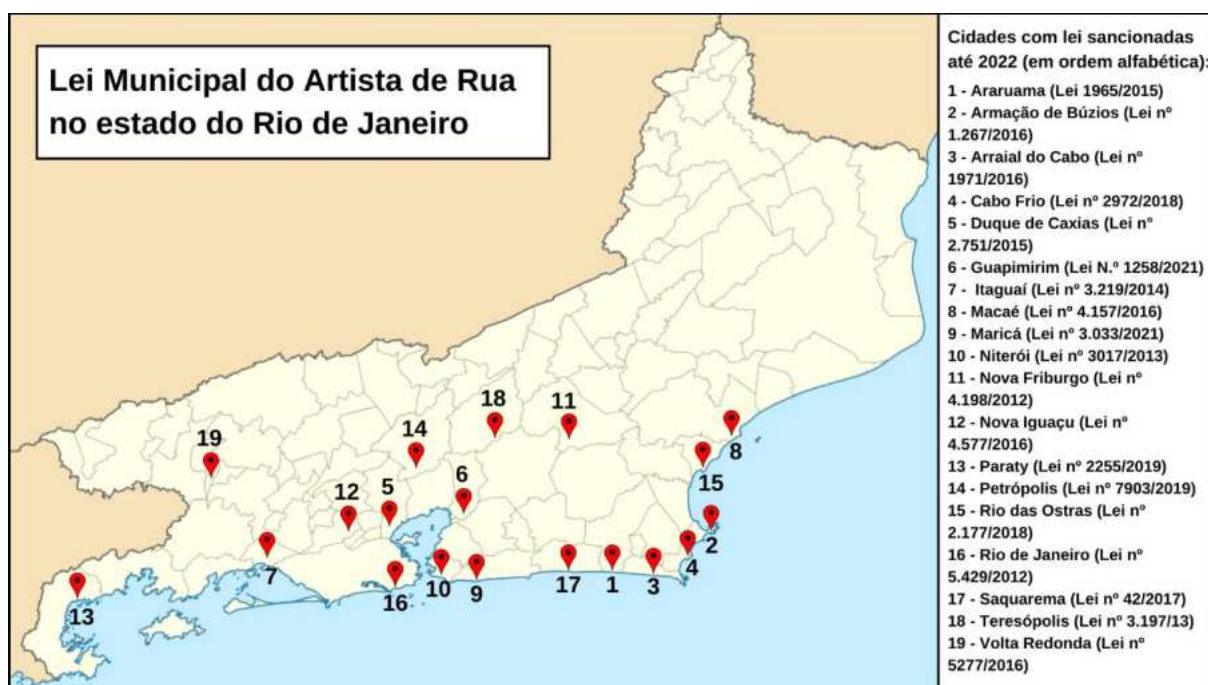 Lei Municipal do Artista de Rua
no estado do Rio de Janeiro
Cidades com lei sancionadas
até 2022 (em ordem alfabética):
1 - Araruama (Lei 1965/2015)
2 - Armação de Búzios (Lei nº
1.267/2016)
3 - Arraial do Cabo (Lei nº
1971/2016)
4 - Cabo Frio (Lei nº 2972/2018)
5 - Duque de Caxias (Lei nº
2.751/2015)
6 - Guapimirim (Lei N.º 1258/2021)
7 - Itaguaí (Lei nº 3.219/2014)
8 - Macaé (Lei nº 4.157/2016)
9 - Maricá (Lei nº 3.033/2021)
10 - Niterói (Lei nº 3017/2013)
11 - Nova Friburgo (Lei nº
4.198/2012)
12 - Nova Iguaçu (Lei nº
4.577/2016)
13 - Paraty (Lei nº 2255/2019)
14 - Petrópolis (Lei nº 7903/2019)
15 - Rio das Ostras (Lei nº
2.177/2018)
16 - Rio de Janeiro (Lei nº
5.429/2012)
17 - Saquarema (Lei nº 42/2017)
18 - Teresópolis (Lei nº 3.197/13)
19 - Volta Redonda (Lei nº
5277/2016)
18
11
8
19
14
15
6
5
12
2
7
4
10
9
17
1
3
16
13